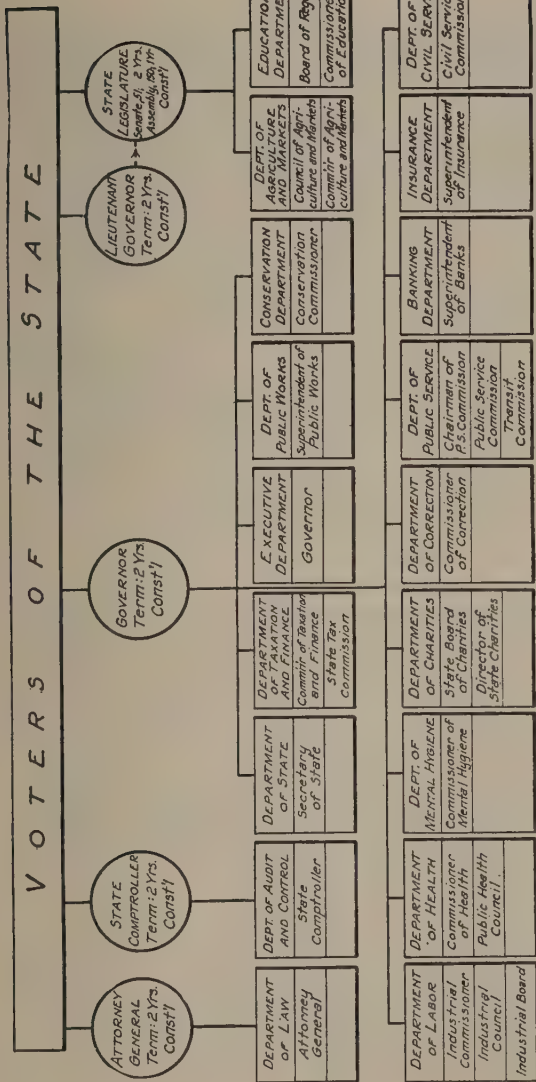 VOTERS OF THE STATE
ATTORNEY
GENERAL
Term: 2 Yrs.
Const'l
STATE
COMPTROLLER
Term: 2 Yrs.
Const'l
GOVERNOR
Term: 2 Yrs.
Const'l
LIEUTENANT
GOVERNOR
Term: 2 Yrs.
Const'l
STATE
LEGISLATURE
Senate, 51, 2 Yrs.
Assembly, 150, 1 Yr.
Const'l
DEPARTMENT
OF LAW
Attorney
General
DEPT. OF AUDIT
AND CONTROL
State
Comptroller
DEPARTMENT
OF STATE
Secretary
of State
DEPARTMENT
OF TAXATION
AND FINANCE
Comm'r of Taxation
and Finance
State Tax
Commission
EXECUTIVE
DEPARTMENT
Governor
DEPT. OF
PUBLIC WORKS
Superintendent of
Public Works
CONSERVATION
DEPARTMENT
Conservation
Commissioner
DEPT. OF
AGRICULTURE
AND MARKETS
Council of Agri-
culture and Markets
Comm'r of Agri-
culture and Markets
EDUCATION
DEPARTMENT
Board of Reg
Commissione
of Educatio
DEPARTMENT
OF LABOR
Industrial
Commissioner
Industrial
Council
Industrial Board
DEPARTMENT
OF HEALTH
Commissioner
of Health
Public Health
Council
DEPT. OF
MENTAL HYGIENE
Commissioner of
Mental Hygiene
DEPARTMENT
OF CHARITIES
State Board
of Charities
Director of
State Charities
DEPARTMENT
OF CORRECTION
Commissioner
of Correction
DEPT. OF
PUBLIC SERVICE
Chairman of
P.S. Commission
Public Service
Commission
Transit
Commission
BANKING
DEPARTMENT
Superintendent
of Banks
INSURANCE
DEPARTMENT
Superintendent
of Insurance
DEPT. OF
CIVIL SERV
Civil Servic
Commission